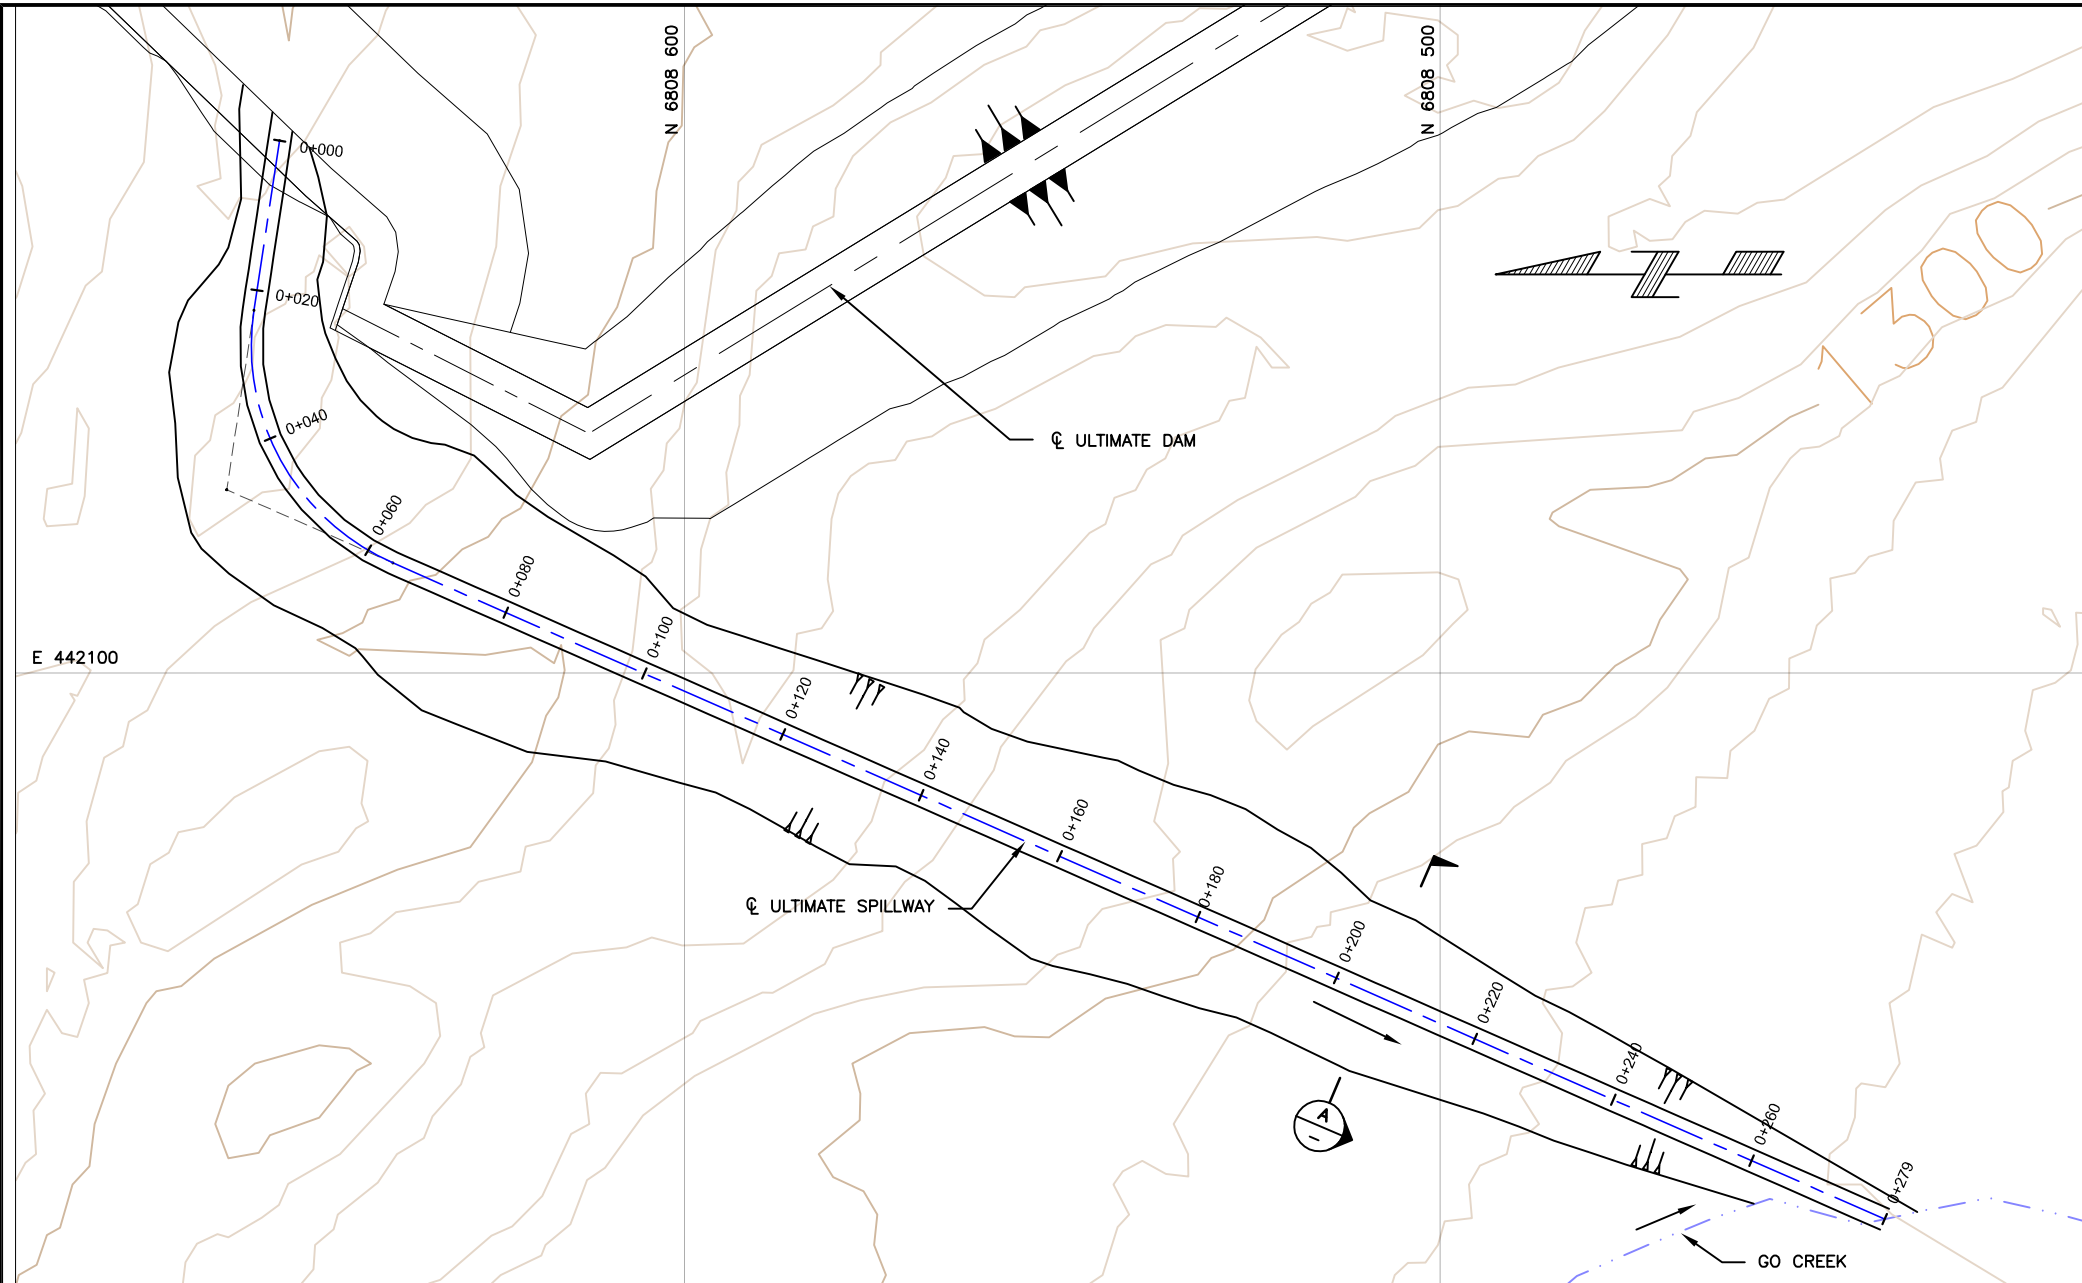 N 6808 600
N 6808 500
0+000
0+020
1300
0+040
℄ ULTIMATE DAM
0+060
0+080
0+100
E 442100
0+120
0+140
0+160
0+180
℄ ULTIMATE SPILLWAY
0+200
0+220
0+240
A
–
0+260
0+279
GO CREEK
N